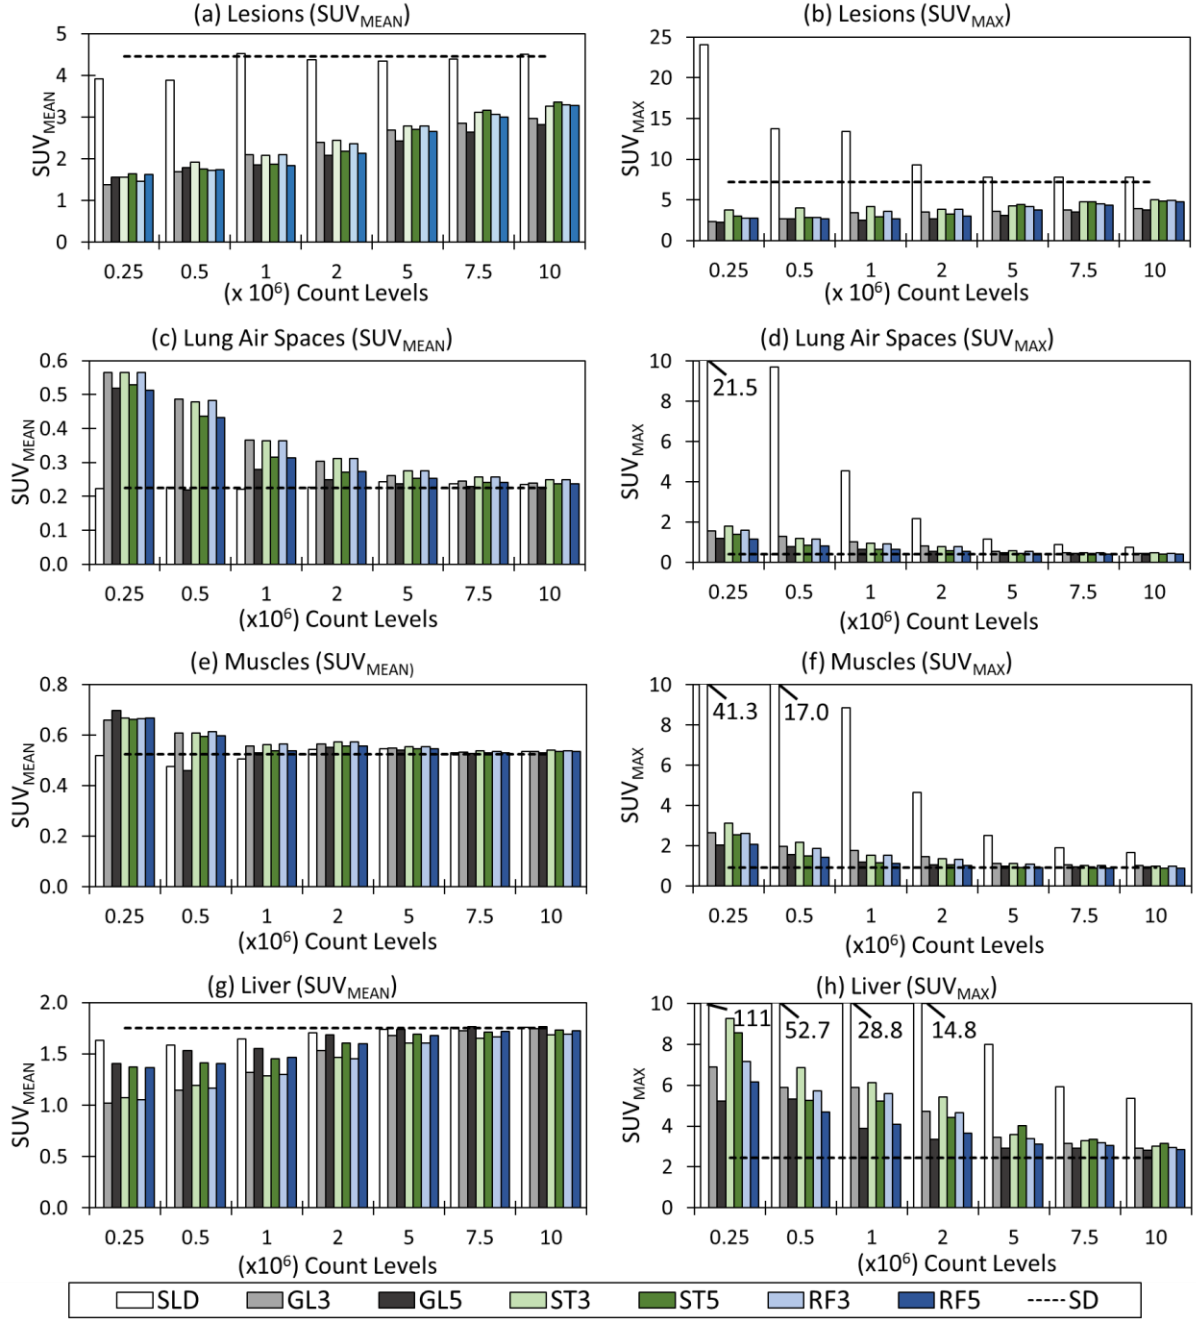 (a) Lesions (SUVMEAN)
SUVMEAN
5
4
3
2
1
0
0.25 0.5 1 2 5 7.5 10
(x 10⁶) Count Levels
(b) Lesions (SUVMAX)
SUVMAX
25
20
15
10
5
0
0.25 0.5 1 2 5 7.5 10
(x 10⁶) Count Levels
(c) Lung Air Spaces (SUVMEAN)
SUVMEAN
0.6
0.5
0.4
0.3
0.2
0.1
0.0
0.25 0.5 1 2 5 7.5 10
(x10⁶) Count Levels
(d) Lung Air Spaces (SUVMAX)
SUVMAX
10
8
6
4
2
0
21.5
0.25 0.5 1 2 5 7.5 10
(x10⁶) Count Levels
(e) Muscles (SUVMEAN)
SUVMEAN
0.8
0.6
0.4
0.2
0.0
0.25 0.5 1 2 5 7.5 10
(x10⁶) Count Levels
(f) Muscles (SUVMAX)
SUVMAX
10
8
6
4
2
0
41.3 17.0
0.25 0.5 1 2 5 7.5 10
(x10⁶) Count Levels
(g) Liver (SUVMEAN)
SUVMEAN
2.0
1.5
1.0
0.5
0.0
0.25 0.5 1 2 5 7.5 10
(x10⁶) Count Levels
(h) Liver (SUVMAX)
SUVMAX
10
8
6
4
2
0
111 52.7 28.8 14.8
0.25 0.5 1 2 5 7.5 10
(x10⁶) Count Levels
SLD GL3 GL5 ST3 ST5 RF3 RF5 SD